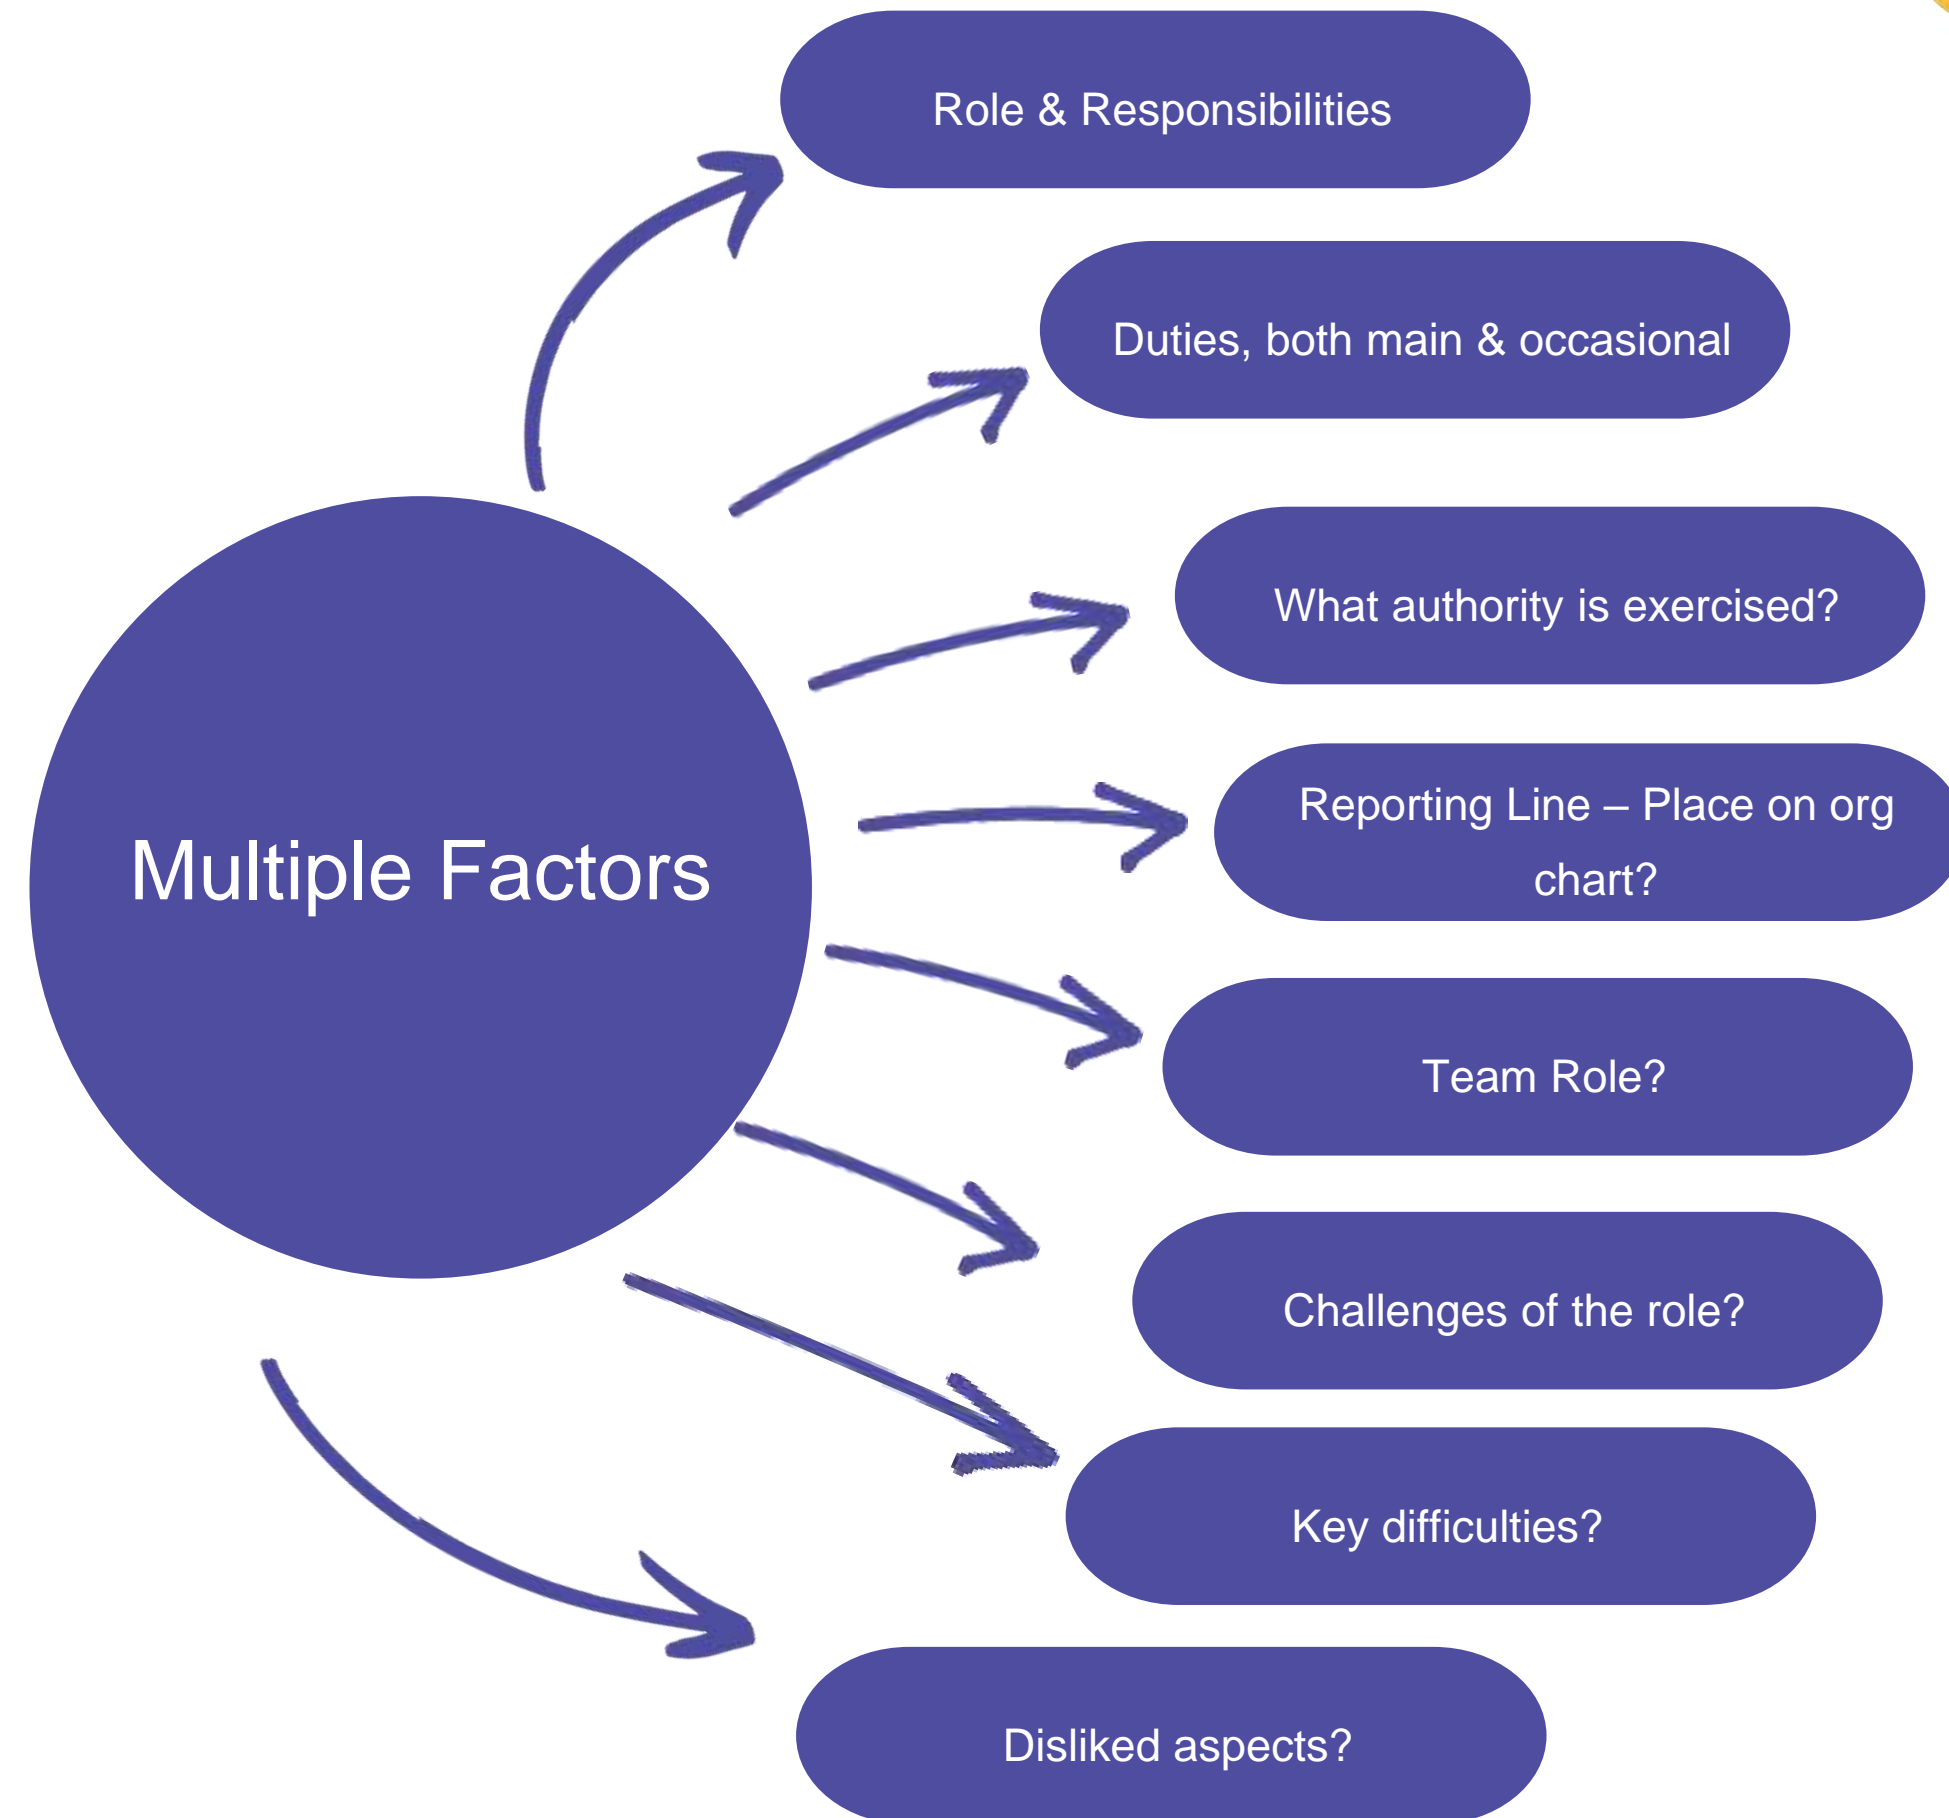 Role & Responsibilities
Duties, both main & occasional
What authority is exercised?
Reporting Line – Place on org
chart?
Multiple Factors
Team Role?
Challenges of the role?
Key difficulties?
Disliked aspects?